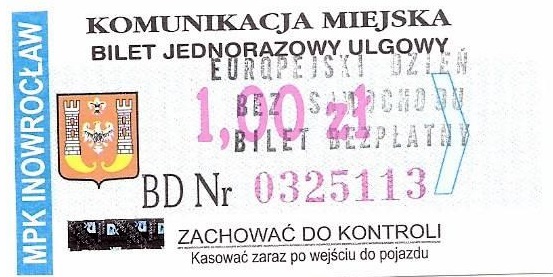 MPK INOWROCŁAW
KOMUNIKACJA MIEJSKA
BILET JEDNORAZOWY ULGOWY
EUROPEJSKI DZIEŃ
BEZ SAMOCHODU
1,00 zł
BILET BEZPŁATNY
BD Nr 0325113
ZACHOWAĆ DO KONTROLI
Kasować zaraz po wejściu do pojazdu